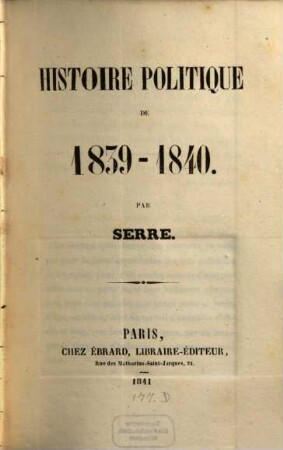 HISTOIRE POLITIQUE
DE
1839-1840.
PAR
SERRE.
PARIS,
CHEZ ÉBRARD, LIBRAIRE-ÉDITEUR,
Rue des Mathurins-Saint-Jacques, 24.
1841